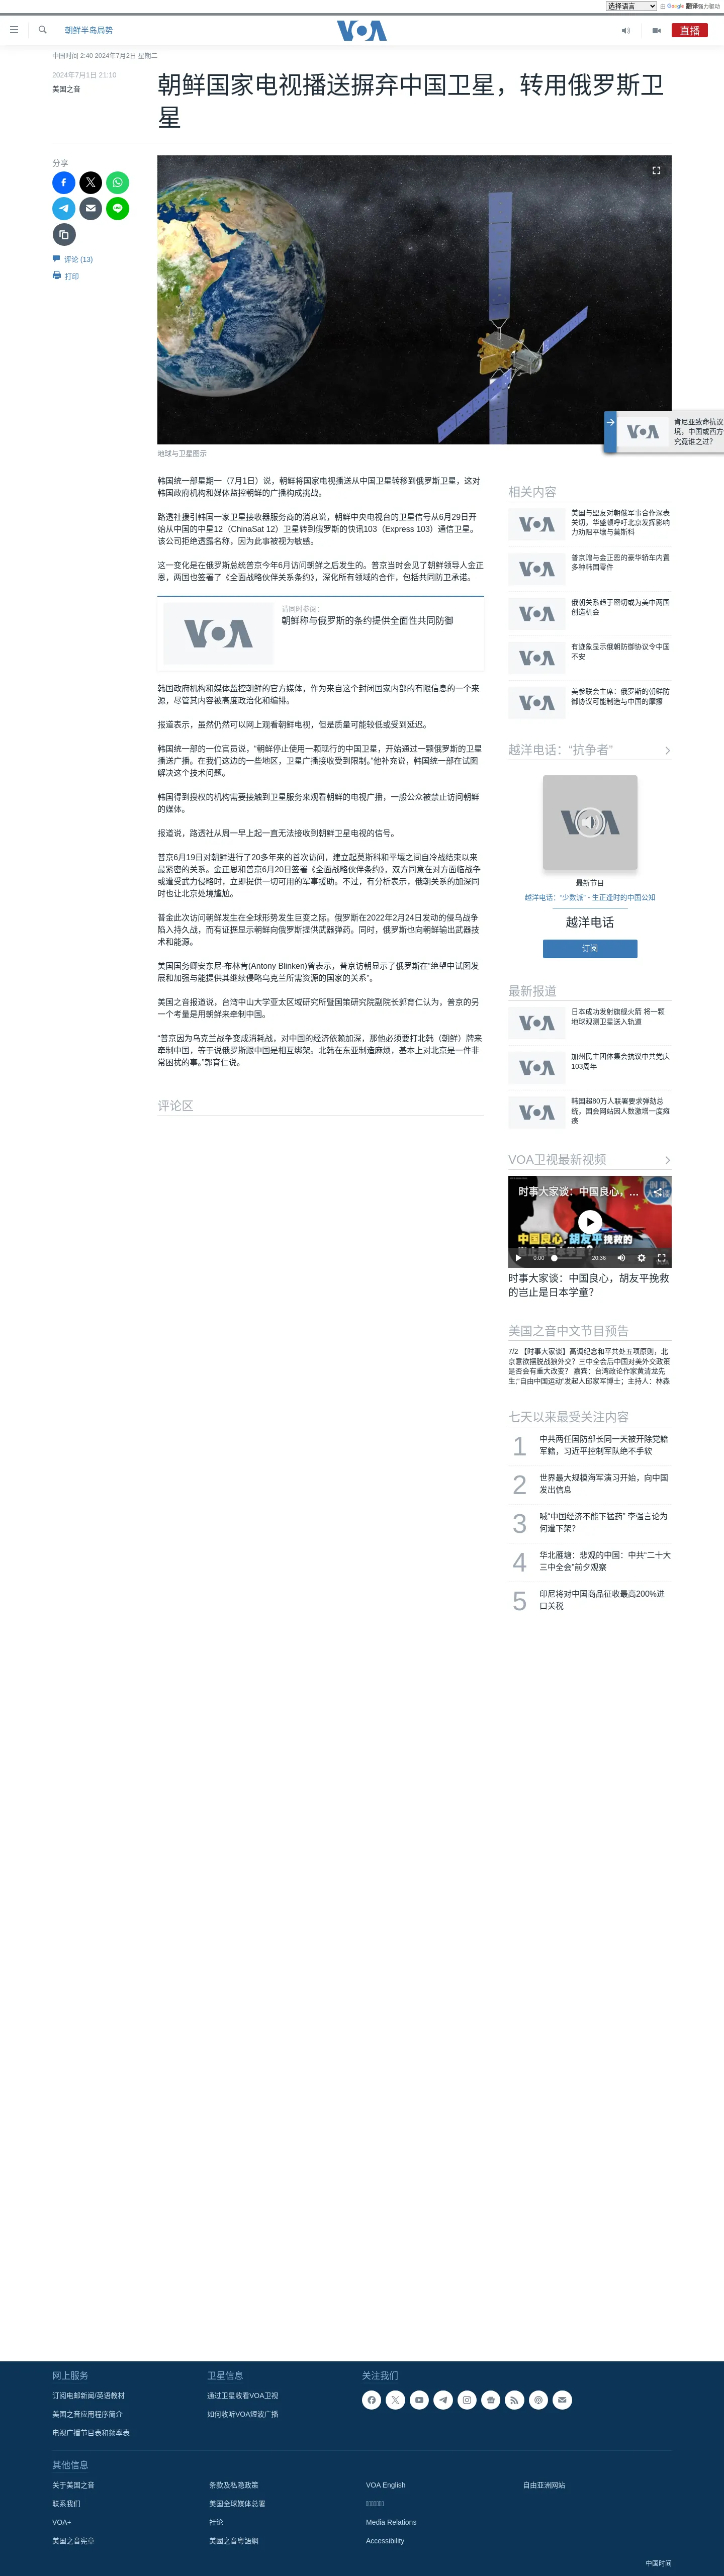 选择语言 由 Google 翻译强力驱动
朝鲜半岛局势
VOA
直播
中国时间 2:40 2024年7月2日 星期二
2024年7月1日 21:10
美国之音
朝鲜国家电视播送摒弃中国卫星，转用俄罗斯卫
星
分享
评论 (13)
打印
地球与卫星图示
VOA
肯尼亚致命抗议
境，中国或西方
究竟谁之过？
韩国统一部星期一（7月1日）说，朝鲜将国家电视播送从中国卫星转移到俄罗斯卫星，这对
韩国政府机构和媒体监控朝鲜的广播构成挑战。
路透社援引韩国一家卫星接收器服务商的消息说，朝鲜中央电视台的卫星信号从6月29日开
始从中国的中星12（ChinaSat 12）卫星转到俄罗斯的快讯103（Express 103）通信卫星。
该公司拒绝透露名称，因为此事被视为敏感。
这一变化是在俄罗斯总统普京今年6月访问朝鲜之后发生的。普京当时会见了朝鲜领导人金正
恩，两国也签署了《全面战略伙伴关系条约》，深化所有领域的合作，包括共同防卫承诺。
VOA
请同时参阅：
朝鲜称与俄罗斯的条约提供全面性共同防御
韩国政府机构和媒体监控朝鲜的官方媒体，作为来自这个封闭国家内部的有限信息的一个来
源，尽管其内容被高度政治化和编排。
报道表示，虽然仍然可以网上观看朝鲜电视，但是质量可能较低或受到延迟。
韩国统一部的一位官员说，“朝鲜停止使用一颗现行的中国卫星，开始通过一颗俄罗斯的卫星
播送广播。在我们这边的一些地区，卫星广播接收受到限制。”他补充说，韩国统一部在试图
解决这个技术问题。
韩国得到授权的机构需要接触到卫星服务来观看朝鲜的电视广播，一般公众被禁止访问朝鲜
的媒体。
报道说，路透社从周一早上起一直无法接收到朝鲜卫星电视的信号。
普京6月19日对朝鲜进行了20多年来的首次访问，建立起莫斯科和平壤之间自冷战结束以来
最紧密的关系。金正恩和普京6月20日签署《全面战略伙伴条约》，双方同意在对方面临战争
或遭受武力侵略时，立即提供一切可用的军事援助。不过，有分析表示，俄朝关系的加深同
时也让北京处境尴尬。
普金此次访问朝鲜发生在全球形势发生巨变之际。俄罗斯在2022年2月24日发动的侵乌战争
陷入持久战，而有证据显示朝鲜向俄罗斯提供武器弹药。同时，俄罗斯也向朝鲜输出武器技
术和能源。
美国国务卿安东尼·布林肯(Antony Blinken)曾表示，普京访朝显示了俄罗斯在“绝望中试图发
展和加强与能提供其继续侵略乌克兰所需资源的国家的关系”。
美国之音报道说，台湾中山大学亚太区域研究所暨国策研究院副院长郭育仁认为，普京的另
一个考量是用朝鲜来牵制中国。
“普京因为乌克兰战争变成消耗战，对中国的经济依赖加深，那他必须要打北韩（朝鲜）牌来
牵制中国，等于说俄罗斯跟中国是相互绑架。北韩在东亚制造麻烦，基本上对北京是一件非
常困扰的事。”郭育仁说。
评论区
相关内容
VOA
美国与盟友对朝俄军事合作深表
关切，华盛顿呼吁北京发挥影响
力劝阻平壤与莫斯科
VOA
普京赠与金正恩的豪华轿车内置
多种韩国零件
VOA
俄朝关系趋于密切或为美中两国
创造机会
VOA
有迹象显示俄朝防御协议令中国
不安
VOA
美参联会主席：俄罗斯的朝鲜防
御协议可能制造与中国的摩擦
越洋电话：“抗争者”
VOA
最新节目
越洋电话：“少数派” - 生正逢时的中国公知
越洋电话
订阅
最新报道
VOA
日本成功发射旗舰火箭 将一颗
地球观测卫星送入轨道
VOA
加州民主团体集会抗议中共党庆
103周年
VOA
韩国超80万人联署要求弹劾总
统，国会网站因人数激增一度瘫
痪
VOA卫视最新视频
时事大家谈：中国良心，...
中国良心，胡友平挽救的
0:00 20:36
时事大家谈：中国良心，胡友平挽救
的岂止是日本学童？
美国之音中文节目预告
7/2 【时事大家谈】高调纪念和平共处五项原则，北
京意欲摆脱战狼外交？三中全会后中国对美外交政策
是否会有重大改变？ 嘉宾：台湾政论作家黄清龙先
生;“自由中国运动”发起人邱家军博士；主持人：林森
七天以来最受关注内容
1
中共两任国防部长同一天被开除党籍
军籍，习近平控制军队绝不手软
2
世界最大规模海军演习开始，向中国
发出信息
3
喊“中国经济不能下猛药” 李强言论为
何遭下架？
4
华北雁塘：悲观的中国：中共“二十大
三中全会”前夕观察
5
印尼将对中国商品征收最高200%进
口关税
网上服务
订阅电邮新闻/英语教材
美国之音应用程序简介
电视广播节目表和频率表
卫星信息
通过卫星收看VOA卫视
如何收听VOA短波广播
关注我们
其他信息
关于美国之音
条款及私隐政策
VOA English
自由亚洲网站
联系我们
美国全球媒体总署
VOA+
社论
Media Relations
美国之音宪章
美國之音粵語網
Accessibility
中国时间